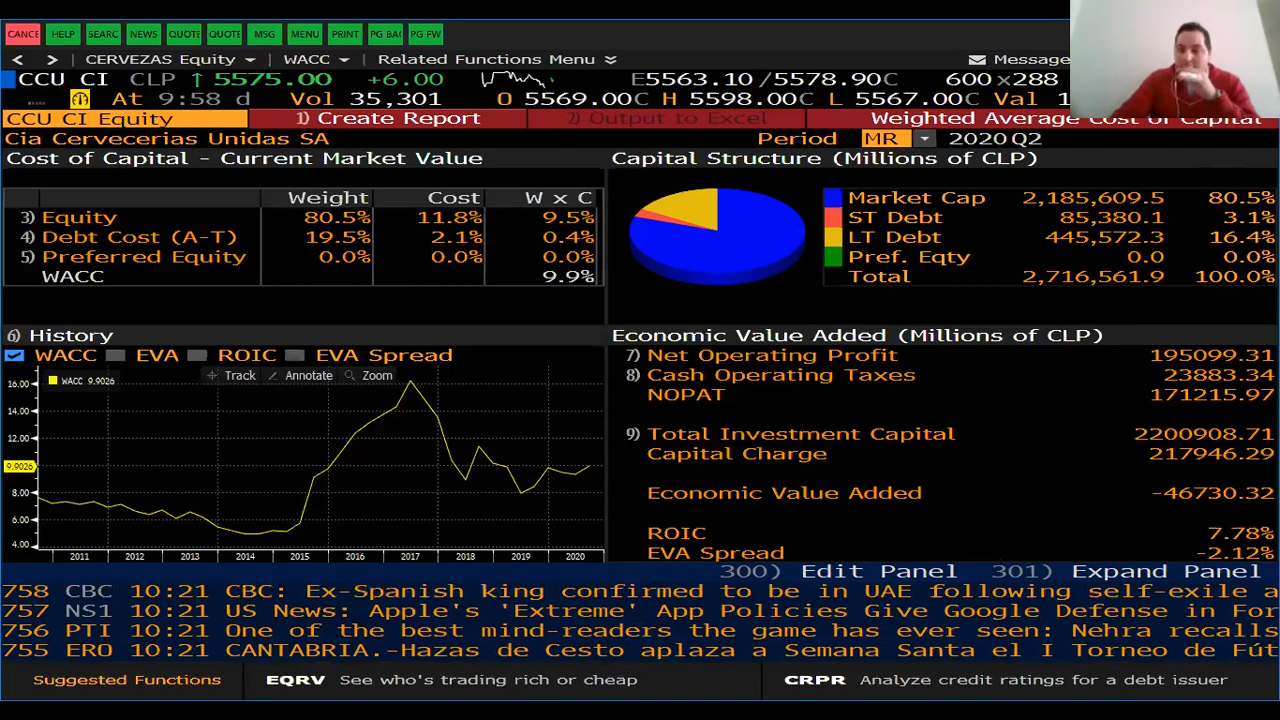 CANCE HELP SEARC NEWS QUOTE QUOTE MSG MENU PRINT PG BAC PG FW
< > CERVEZAS Equity WACC Related Functions Menu Message
CCU CI CLP ↑ 5575.00 +6.00 E5563.10 /5578.90C 600 x288
At 9:58 d Vol 35,301 O 5569.00C H 5598.00C L 5567.00C Val 1
CCU CI Equity 1) Create Report 2) Output to Excel Weighted Average Cost of Capital
Cia Cervecerias Unidas SA Period MR 2020 Q2
Cost of Capital - Current Market Value
Weight Cost W x C
3) Equity 80.5% 11.8% 9.5%
4) Debt Cost (A-T) 19.5% 2.1% 0.4%
5) Preferred Equity 0.0% 0.0% 0.0%
WACC 9.9%
Capital Structure (Millions of CLP)
Market Cap 2,185,609.5 80.5%
ST Debt 85,380.1 3.1%
LT Debt 445,572.3 16.4%
Pref. Eqty 0.0 0.0%
Total 2,716,561.9 100.0%
6) History
WACC EVA ROIC EVA Spread
Track Annotate Zoom
WACC 9.9026
16.00
14.00
12.00
9.9026
8.00
6.00
4.00
2011 2012 2013 2014 2015 2016 2017 2018 2019 2020
Economic Value Added (Millions of CLP)
7) Net Operating Profit 195099.31
8) Cash Operating Taxes 23883.34
NOPAT 171215.97
9) Total Investment Capital 2200908.71
Capital Charge 217946.29
Economic Value Added -46730.32
ROIC 7.78%
EVA Spread -2.12%
300) Edit Panel 301) Expand Panel
758 CBC 10:21 CBC: Ex-Spanish king confirmed to be in UAE following self-exile a
757 NS1 10:21 US News: Apple's 'Extreme' App Policies Give Google Defense in For
756 PTI 10:21 One of the best mind-readers the game has ever seen: Nehra recalls
755 ERO 10:21 CANTABRIA.-Hazas de Cesto aplaza a Semana Santa el I Torneo de Fút
Suggested Functions EQRV See who's trading rich or cheap CRPR Analyze credit ratings for a debt issuer